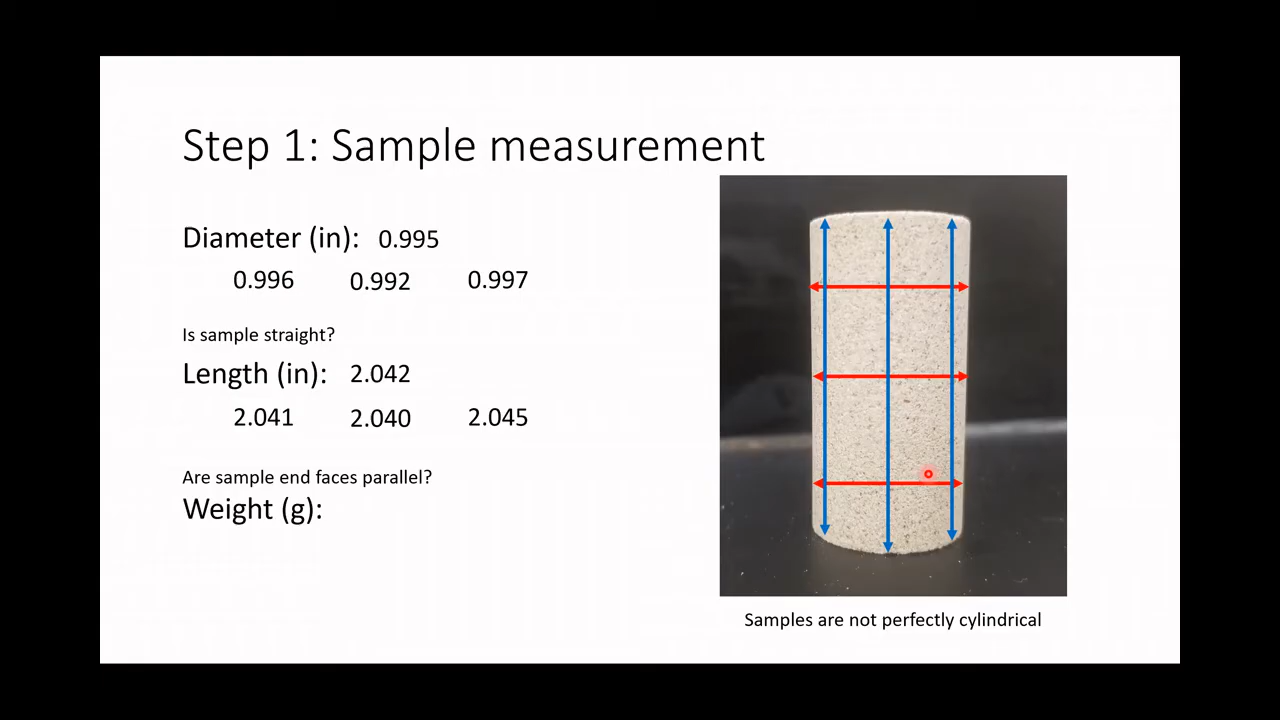 Step 1: Sample measurement
Diameter (in): 0.995
0.996 0.992 0.997
Is sample straight?
Length (in): 2.042
2.041 2.040 2.045
Are sample end faces parallel?
Weight (g):
Samples are not perfectly cylindrical